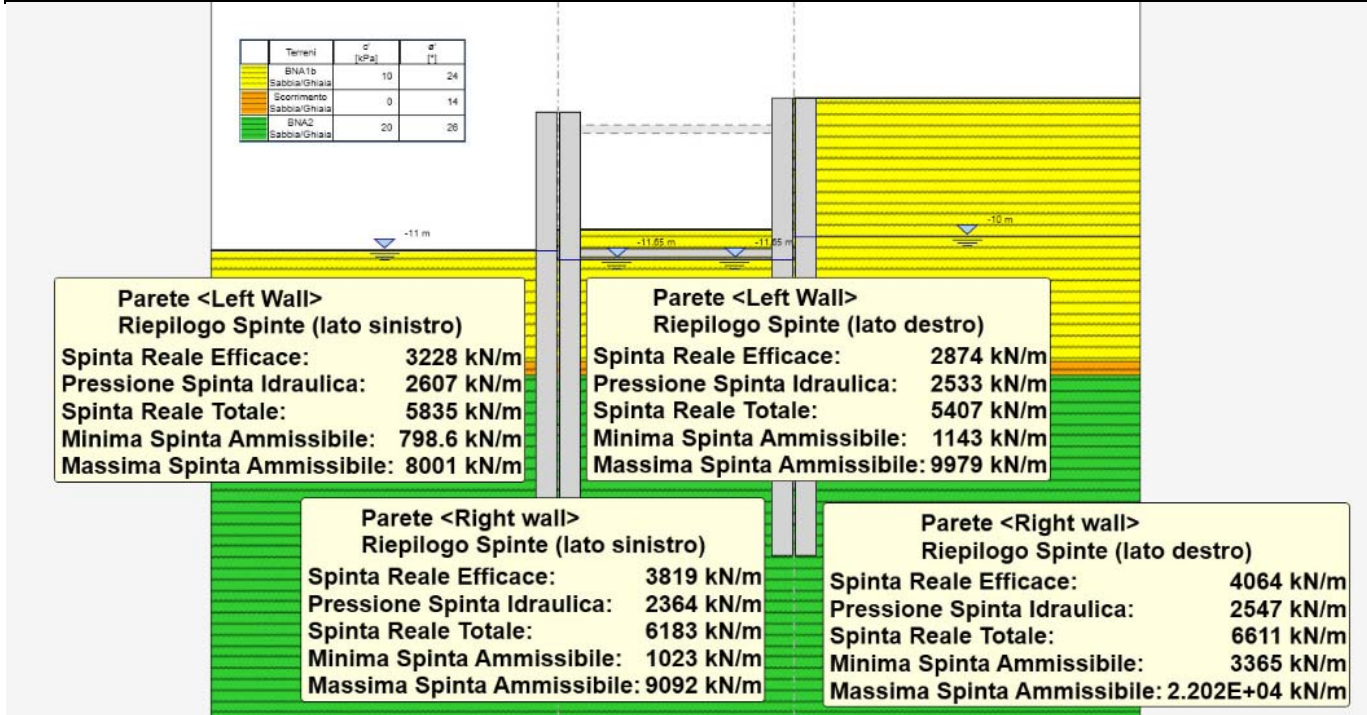 Terreni c' [kPa] ø' [°]
BNA1b Sabbia/Ghiaia 10 24
Scorrimento Sabbia/Ghiaia 0 14
BNA2 Sabbia/Ghiaia 20 26
-10 m
-11 m
-11.65 m
-11.65 m
Parete <Left Wall>
Riepilogo Spinte (lato sinistro)
Spinta Reale Efficace: 3228 kN/m
Pressione Spinta Idraulica: 2607 kN/m
Spinta Reale Totale: 5835 kN/m
Minima Spinta Ammissibile: 798.6 kN/m
Massima Spinta Ammissibile: 8001 kN/m
Parete <Left Wall>
Riepilogo Spinte (lato destro)
Spinta Reale Efficace: 2874 kN/m
Pressione Spinta Idraulica: 2533 kN/m
Spinta Reale Totale: 5407 kN/m
Minima Spinta Ammissibile: 1143 kN/m
Massima Spinta Ammissibile: 9979 kN/m
Parete <Right wall>
Riepilogo Spinte (lato sinistro)
Spinta Reale Efficace: 3819 kN/m
Pressione Spinta Idraulica: 2364 kN/m
Spinta Reale Totale: 6183 kN/m
Minima Spinta Ammissibile: 1023 kN/m
Massima Spinta Ammissibile: 9092 kN/m
Parete <Right wall>
Riepilogo Spinte (lato destro)
Spinta Reale Efficace: 4064 kN/m
Pressione Spinta Idraulica: 2547 kN/m
Spinta Reale Totale: 6611 kN/m
Minima Spinta Ammissibile: 3365 kN/m
Massima Spinta Ammissibile: 2.202E+04 kN/m